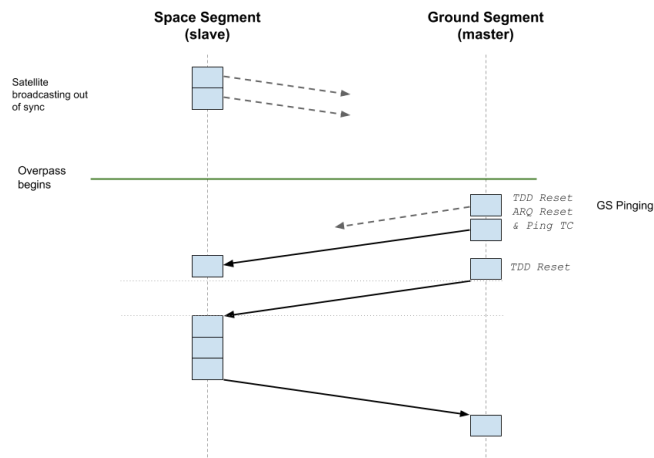 Space Segment
(slave)
Ground Segment
(master)
Satellite
broadcasting out
of sync
Overpass
begins
TDD Reset
ARQ Reset
& Ping TC
GS Pinging
TDD Reset